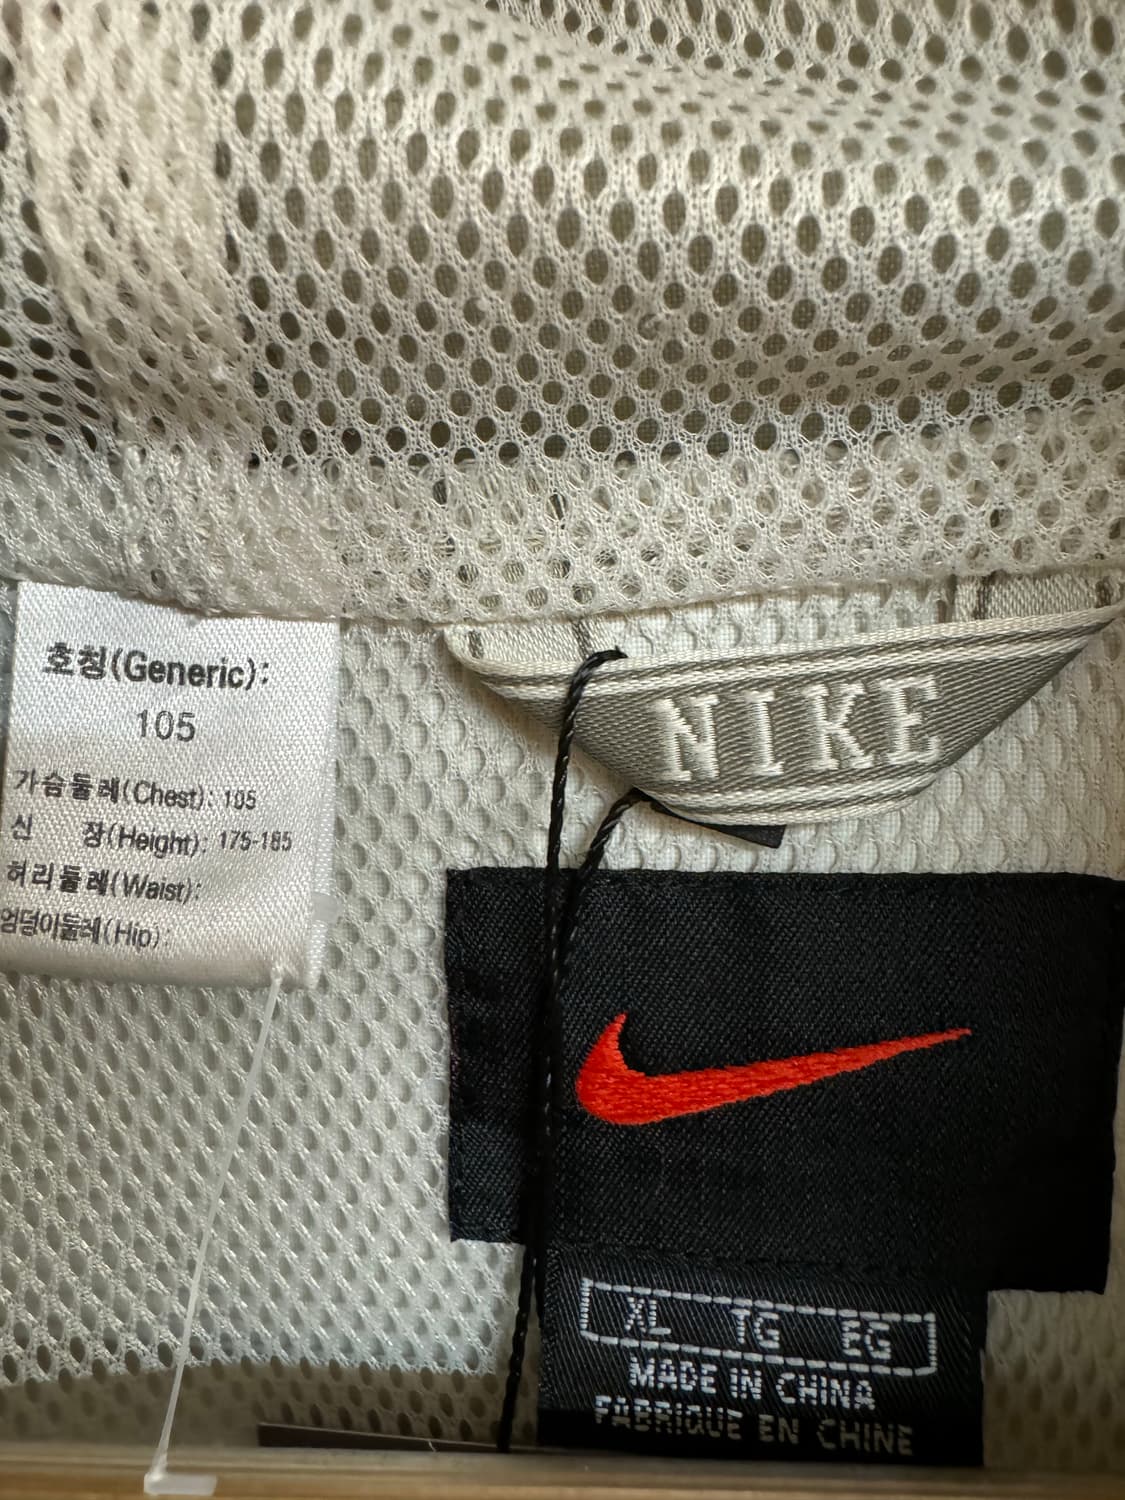 호칭(Generic):
105
가슴둘레(Chest): 105
신 장(Height): 175-185
허리둘레(Waist):
엉덩이둘레(Hip):
NIKE
XL TG EG
MADE IN CHINA
FABRIQUE EN CHINE